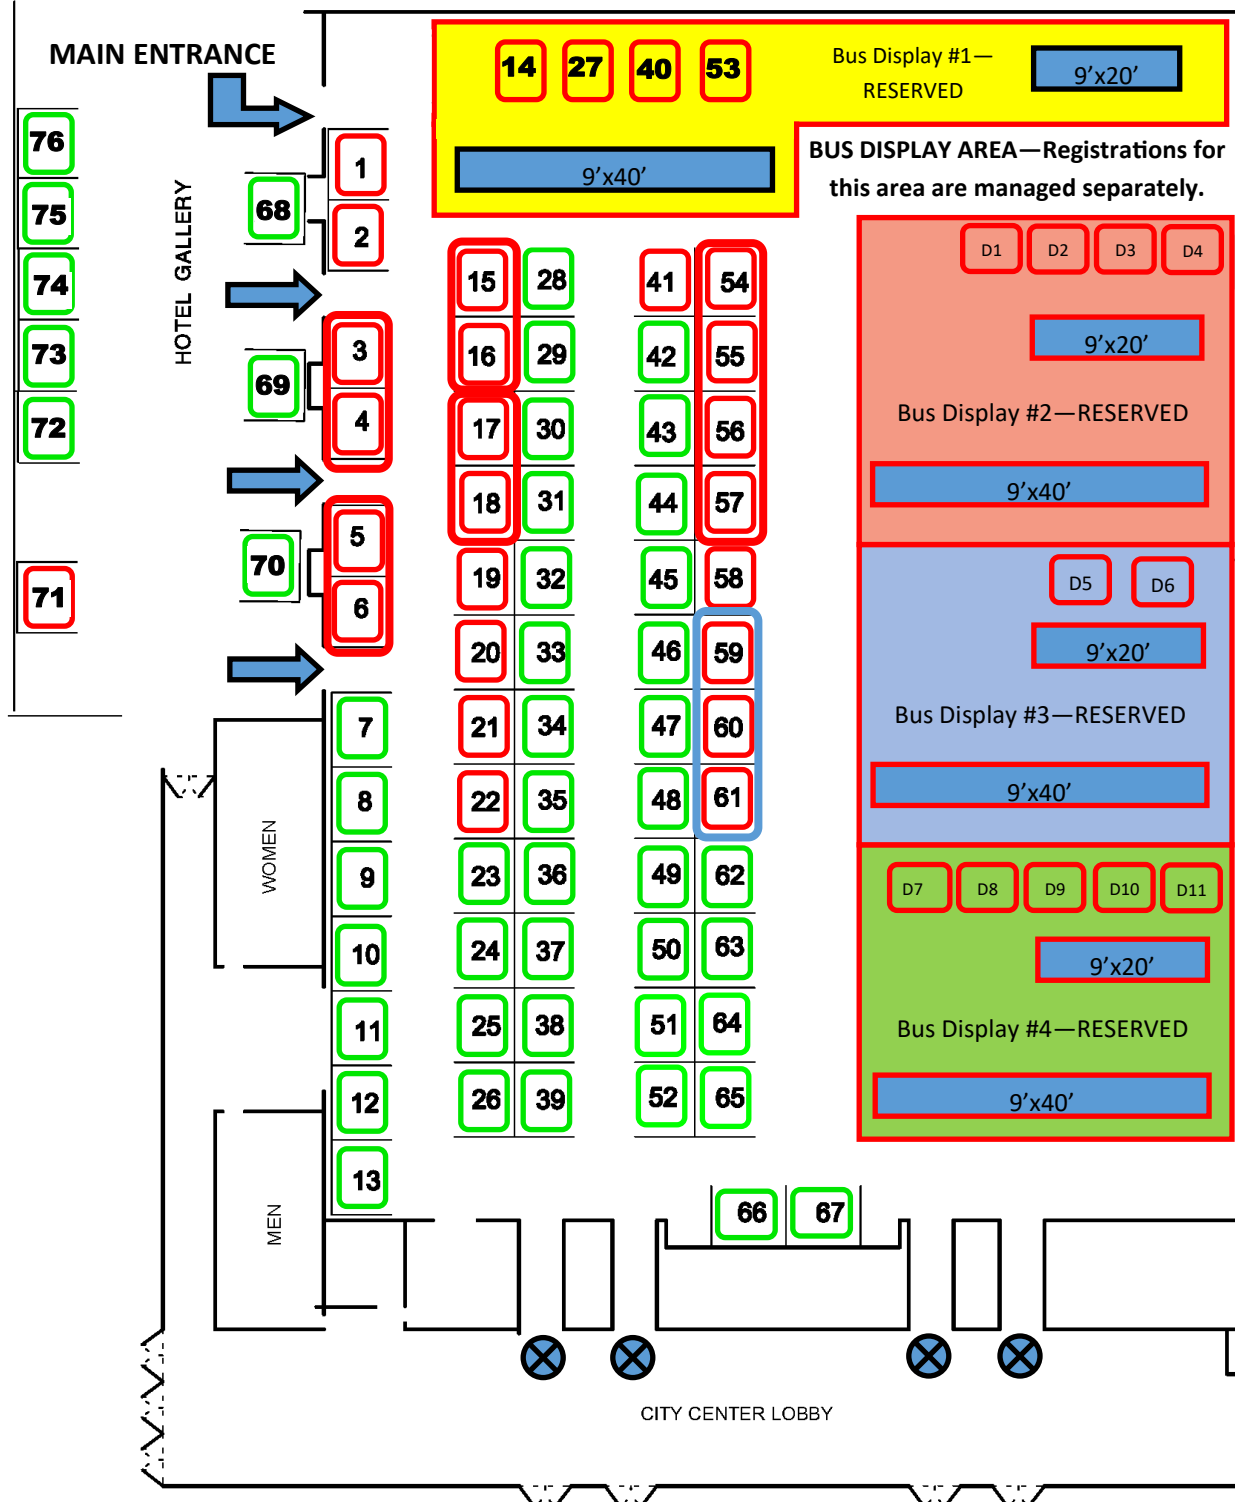 MAIN ENTRANCE
14 27 40 53
Bus Display #1—
RESERVED
9’x20’
9’x40’
BUS DISPLAY AREA—Registrations for
this area are managed separately.
HOTEL GALLERY
76
75
74
73
72
71
68
69
70
1
2
3
4
5
6
7
8
9
10
11
12
13
15 28
16 29
17 30
18 31
19 32
20 33
21 34
22 35
23 36
24 37
25 38
26 39
41 54
42 55
43 56
44 57
45 58
46 59
47 60
48 61
49 62
50 63
51 64
52 65
66 67
D1 D2 D3 D4
9’x20’
Bus Display #2—RESERVED
9’x40’
D5 D6
9’x20’
Bus Display #3—RESERVED
9’x40’
D7 D8 D9 D10 D11
9’x20’
Bus Display #4—RESERVED
9’x40’
WOMEN
MEN
CITY CENTER LOBBY